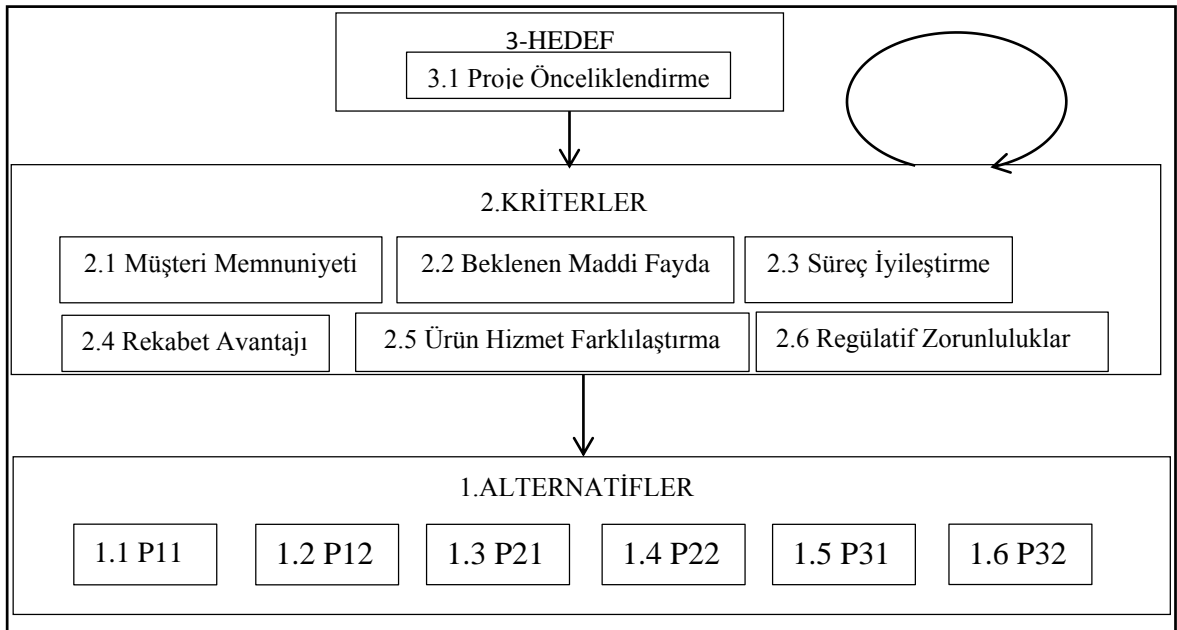 3-HEDEF
3.1 Proje Önceliklendirme
2.KRİTERLER
2.1 Müşteri Memnuniyeti
2.2 Beklenen Maddi Fayda
2.3 Süreç İyileştirme
2.4 Rekabet Avantajı
2.5 Ürün Hizmet Farklılaştırma
2.6 Regülatif Zorunluluklar
1.ALTERNATİFLER
1.1 P11
1.2 P12
1.3 P21
1.4 P22
1.5 P31
1.6 P32